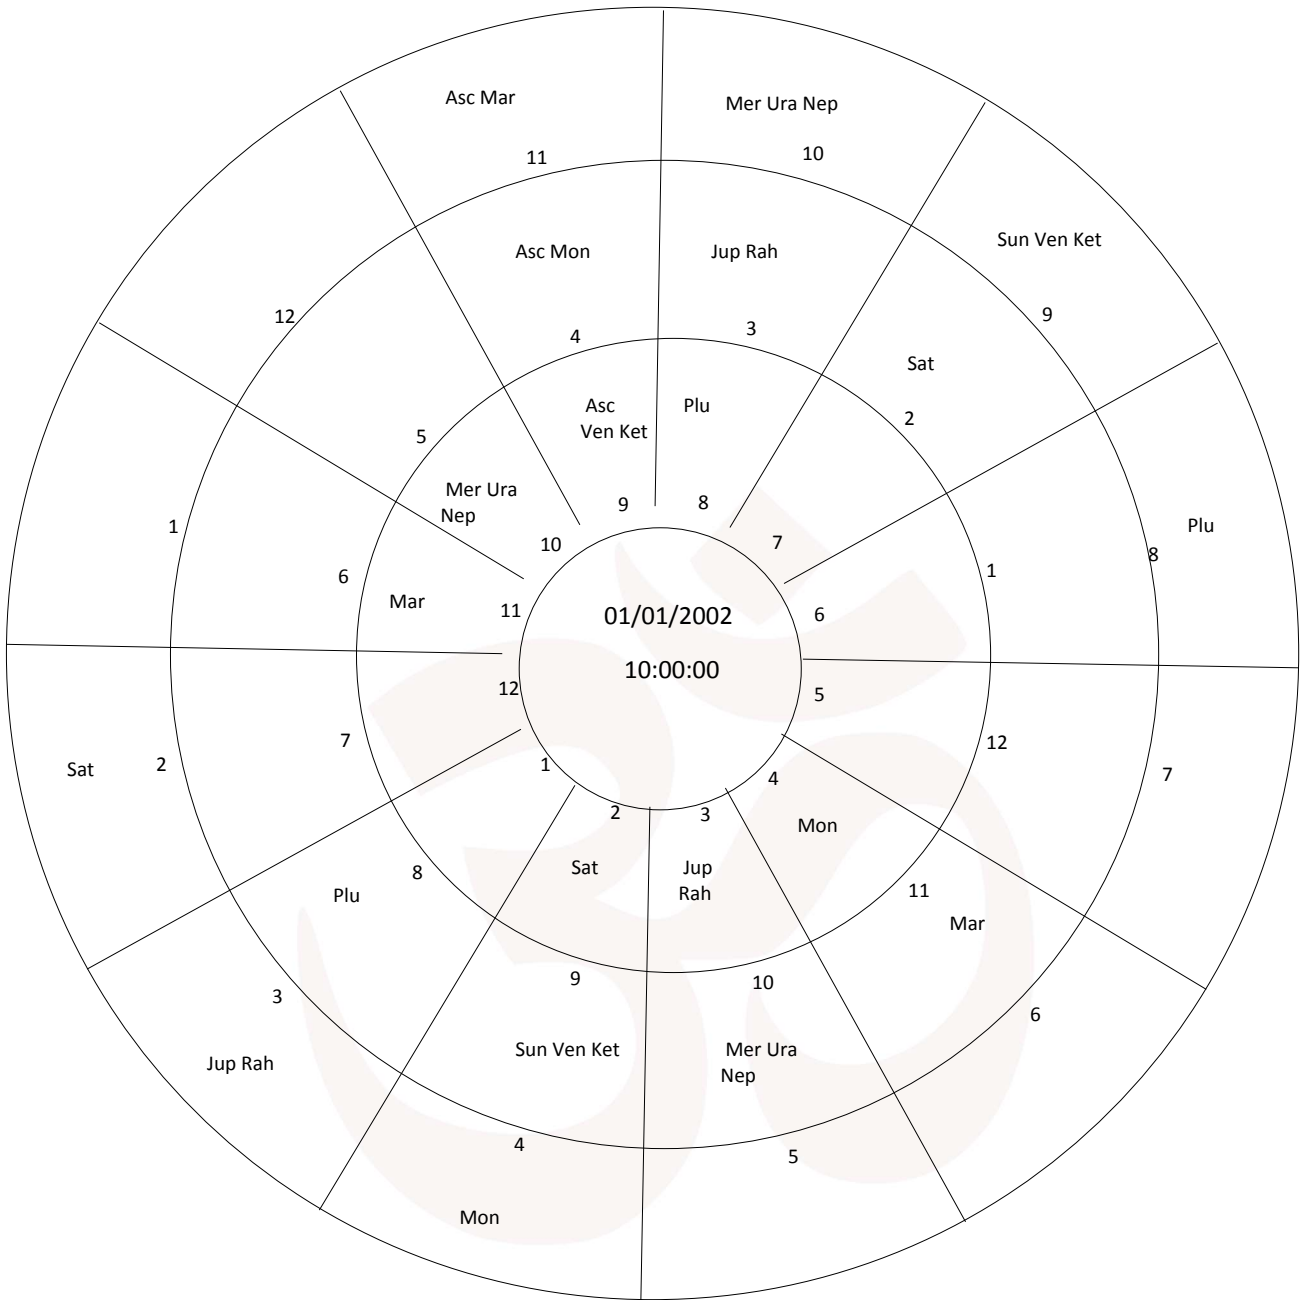 Asc Mar
Mer Ura Nep
11
10
Asc Mon
Jup Rah
Sun Ven Ket
12
4
3
9
Sat
2
Asc
Ven Ket
Plu
5
Mer Ura
Nep
9
8
1
10
7
Plu
8
6
Mar
11
1
01/01/2002
6
10:00:00
12
5
7
12
Sat
2
1
4
7
2
3
Mon
8
Sat
Jup
Rah
11
Plu
Mar
3
9
10
6
Jup Rah
Sun Ven Ket
Mer Ura
Nep
4
5
Mon